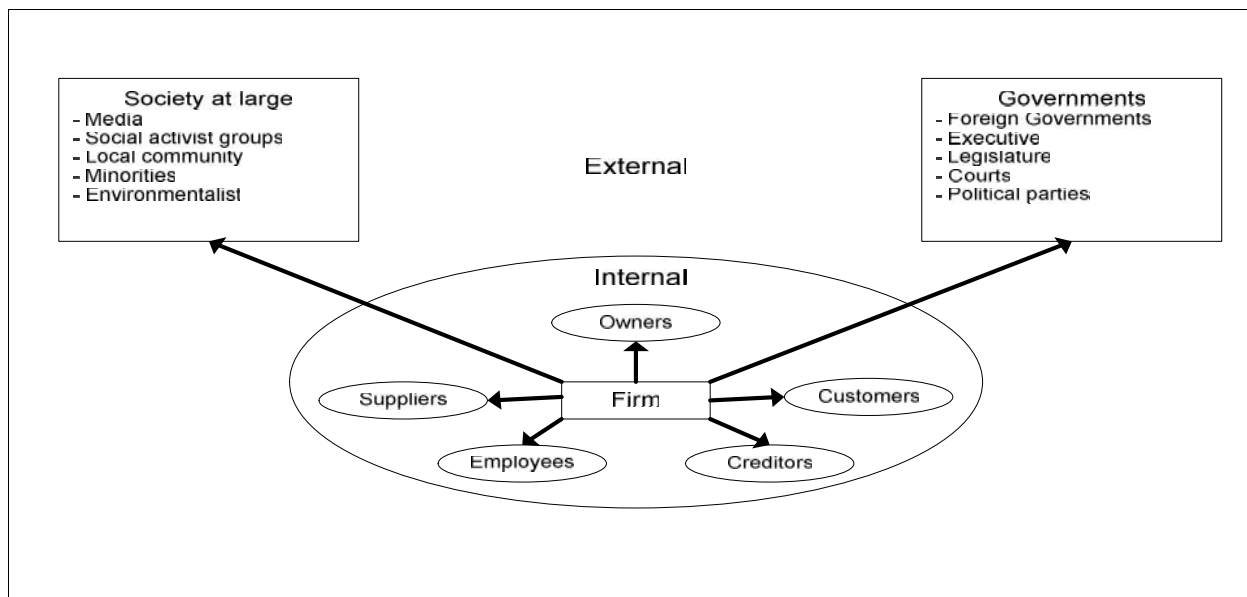 Society at large
- Media
- Social activist groups
- Local community
- Minorities
- Environmentalist
Governments
- Foreign Governments
- Executive
- Legislature
- Courts
- Political parties
External
Internal
Owners
Suppliers
Firm
Customers
Employees
Creditors